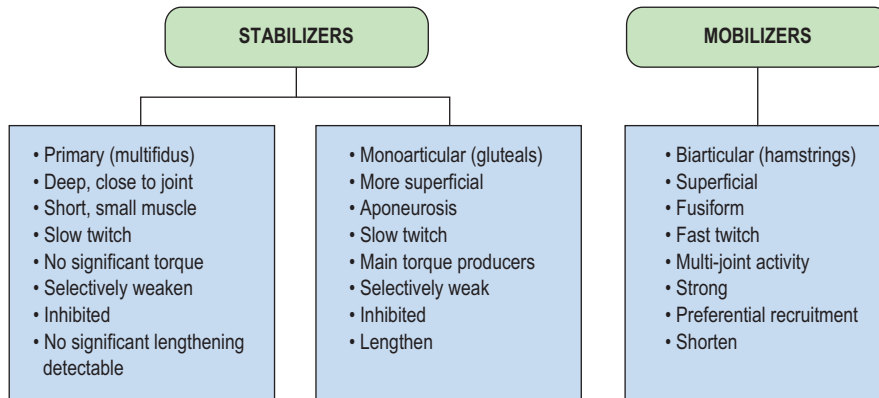 STABILIZERS
MOBILIZERS
• Primary (multifidus)
• Deep, close to joint
• Short, small muscle
• Slow twitch
• No significant torque
• Selectively weaken
• Inhibited
• No significant lengthening
detectable
• Monoarticular (gluteals)
• More superficial
• Aponeurosis
• Slow twitch
• Main torque producers
• Selectively weak
• Inhibited
• Lengthen
• Biarticular (hamstrings)
• Superficial
• Fusiform
• Fast twitch
• Multi-joint activity
• Strong
• Preferential recruitment
• Shorten